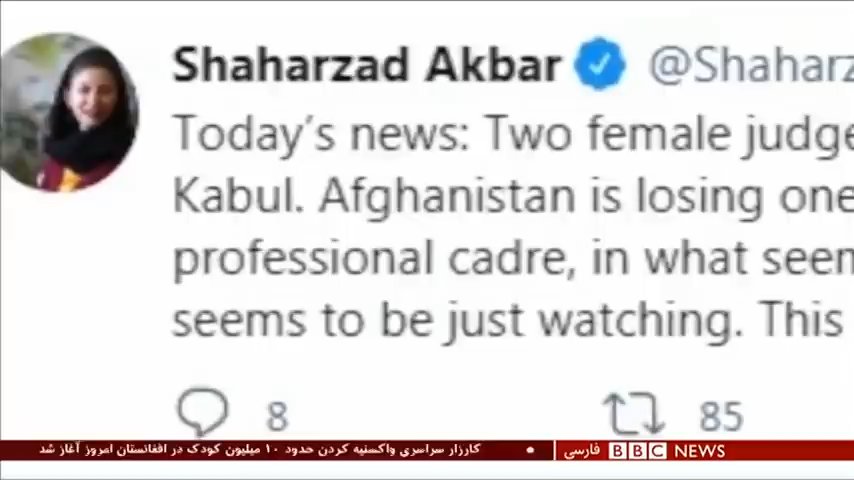 Shaharzad Akbar @Shaharz
Today's news: Two female judge
Kabul. Afghanistan is losing one
professional cadre, in what seem
seems to be just watching. This
8 85
کارزار سراسری واکسنیه کردن حدود ۱۰ میلیون کودک در افغانستان امروز آغاز شد • فارسی BBC NEWS